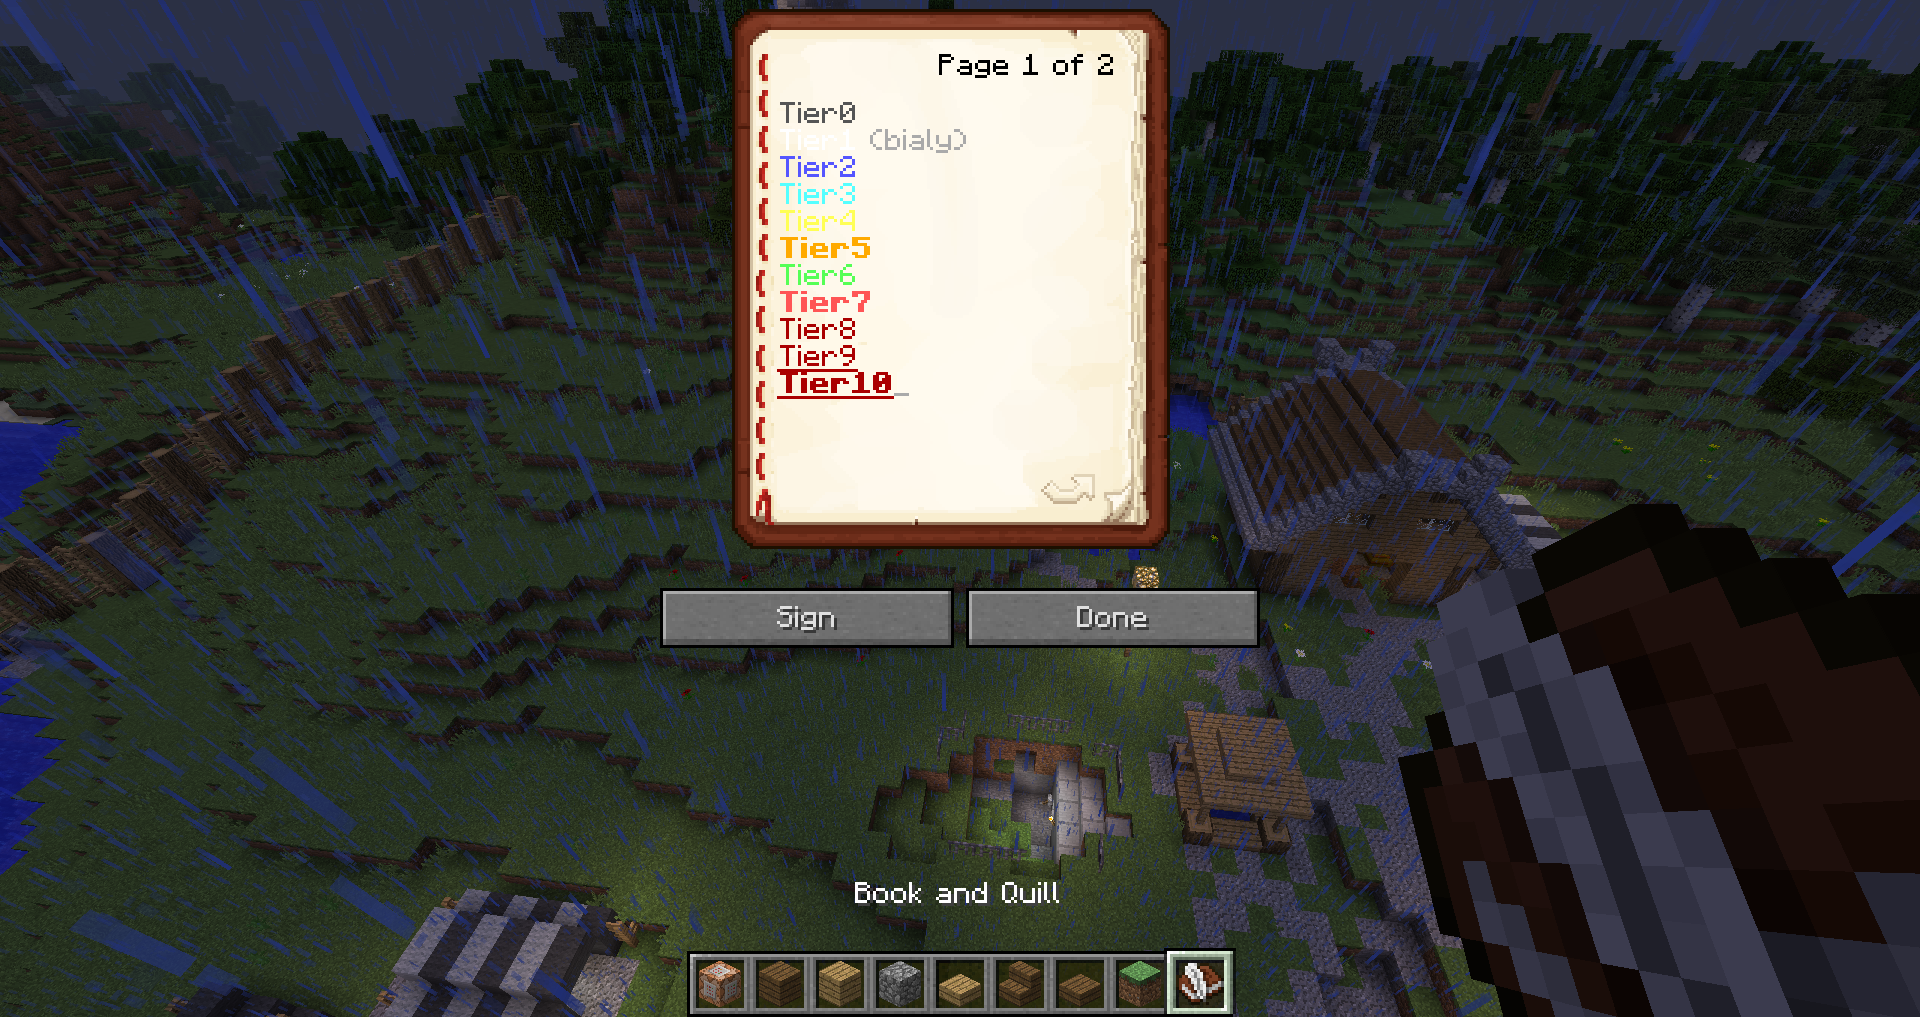 Page 1 of 2
Tier0
Tier1 (bialy)
Tier2
Tier3
Tier4
Tier5
Tier6
Tier7
Tier8
Tier9
Tier10_
Sign
Done
Book and Quill